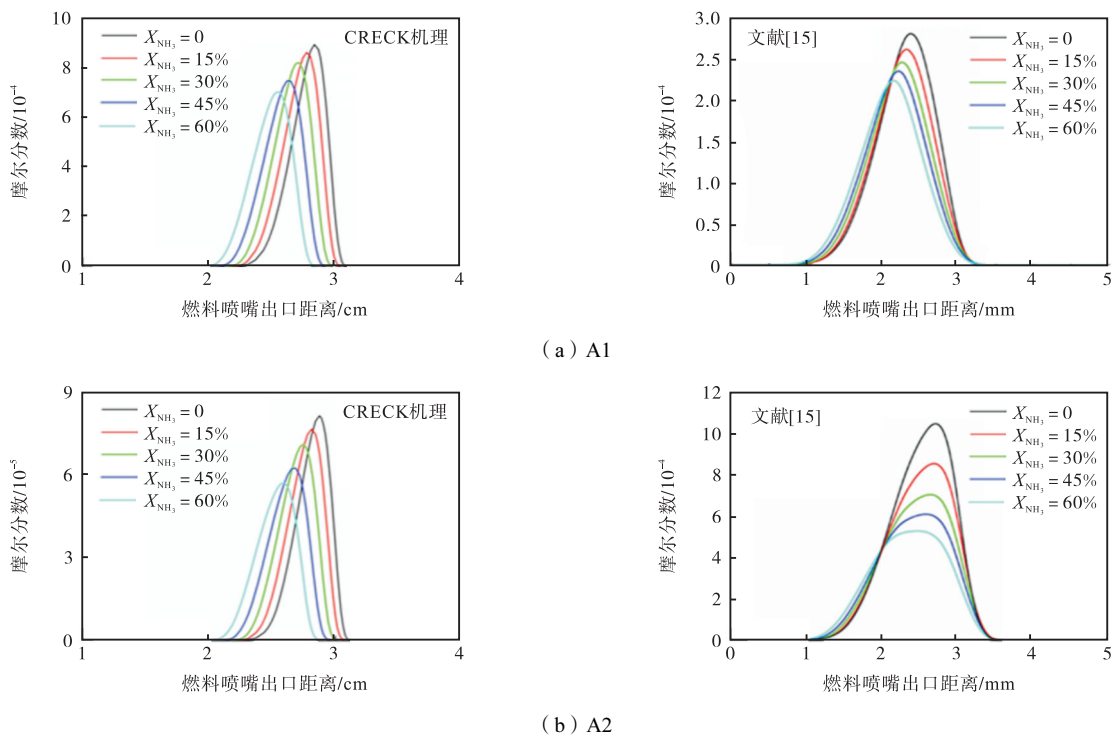 10
8
6
4
2
0
摩尔分数/10⁻⁴
X_NH₃ = 0
X_NH₃ = 15%
X_NH₃ = 30%
X_NH₃ = 45%
X_NH₃ = 60%
CRECK机理
1 2 3 4
燃料喷嘴出口距离/cm
3.0
2.5
2.0
1.5
1.0
0.5
0.0
摩尔分数/10⁻⁴
文献[15]
X_NH₃ = 0
X_NH₃ = 15%
X_NH₃ = 30%
X_NH₃ = 45%
X_NH₃ = 60%
0 1 2 3 4 5
燃料喷嘴出口距离/mm
（a）A1
9
6
3
0
摩尔分数/10⁻⁵
X_NH₃ = 0
X_NH₃ = 15%
X_NH₃ = 30%
X_NH₃ = 45%
X_NH₃ = 60%
CRECK机理
1 2 3 4
燃料喷嘴出口距离/cm
12
10
8
6
4
2
0
摩尔分数/10⁻⁴
文献[15]
X_NH₃ = 0
X_NH₃ = 15%
X_NH₃ = 30%
X_NH₃ = 45%
X_NH₃ = 60%
0 1 2 3 4 5
燃料喷嘴出口距离/mm
（b）A2